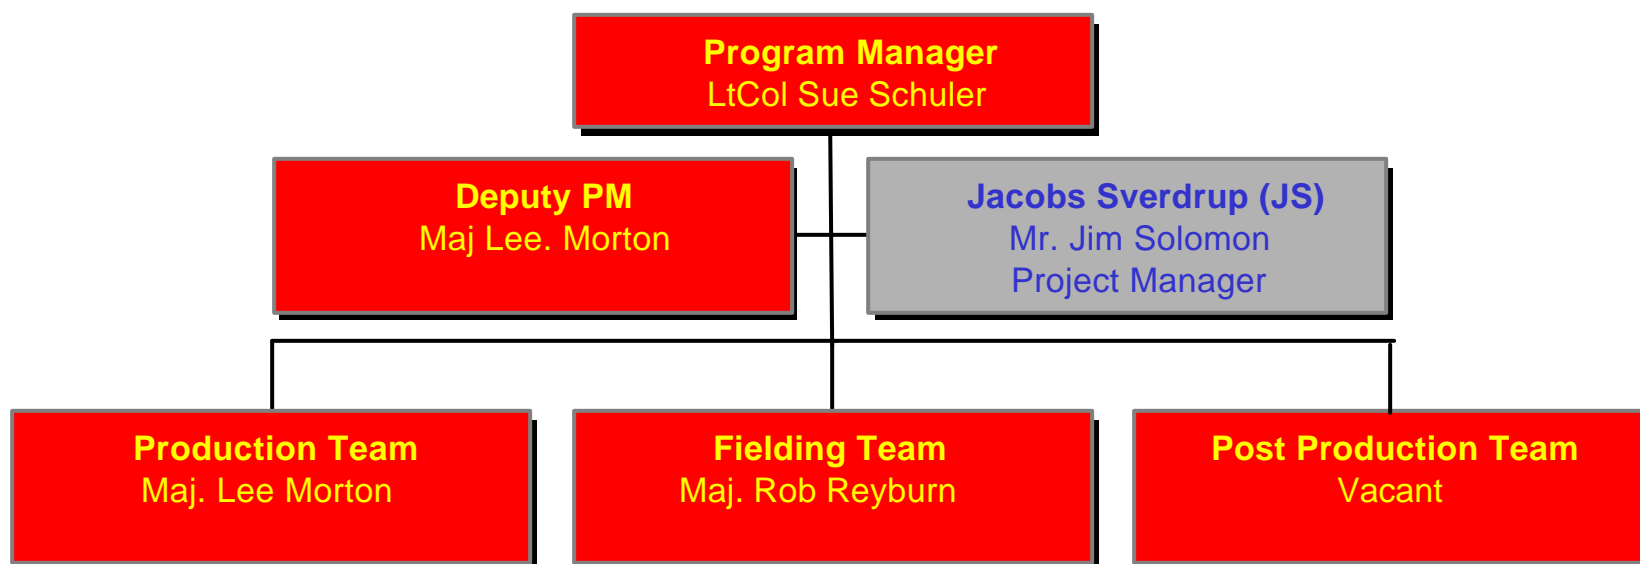 Program Manager
LtCol Sue Schuler
Deputy PM
Maj Lee. Morton
Jacobs Sverdrup (JS)
Mr. Jim Solomon
Project Manager
Production Team
Maj. Lee Morton
Fielding Team
Maj. Rob Reyburn
Post Production Team
Vacant